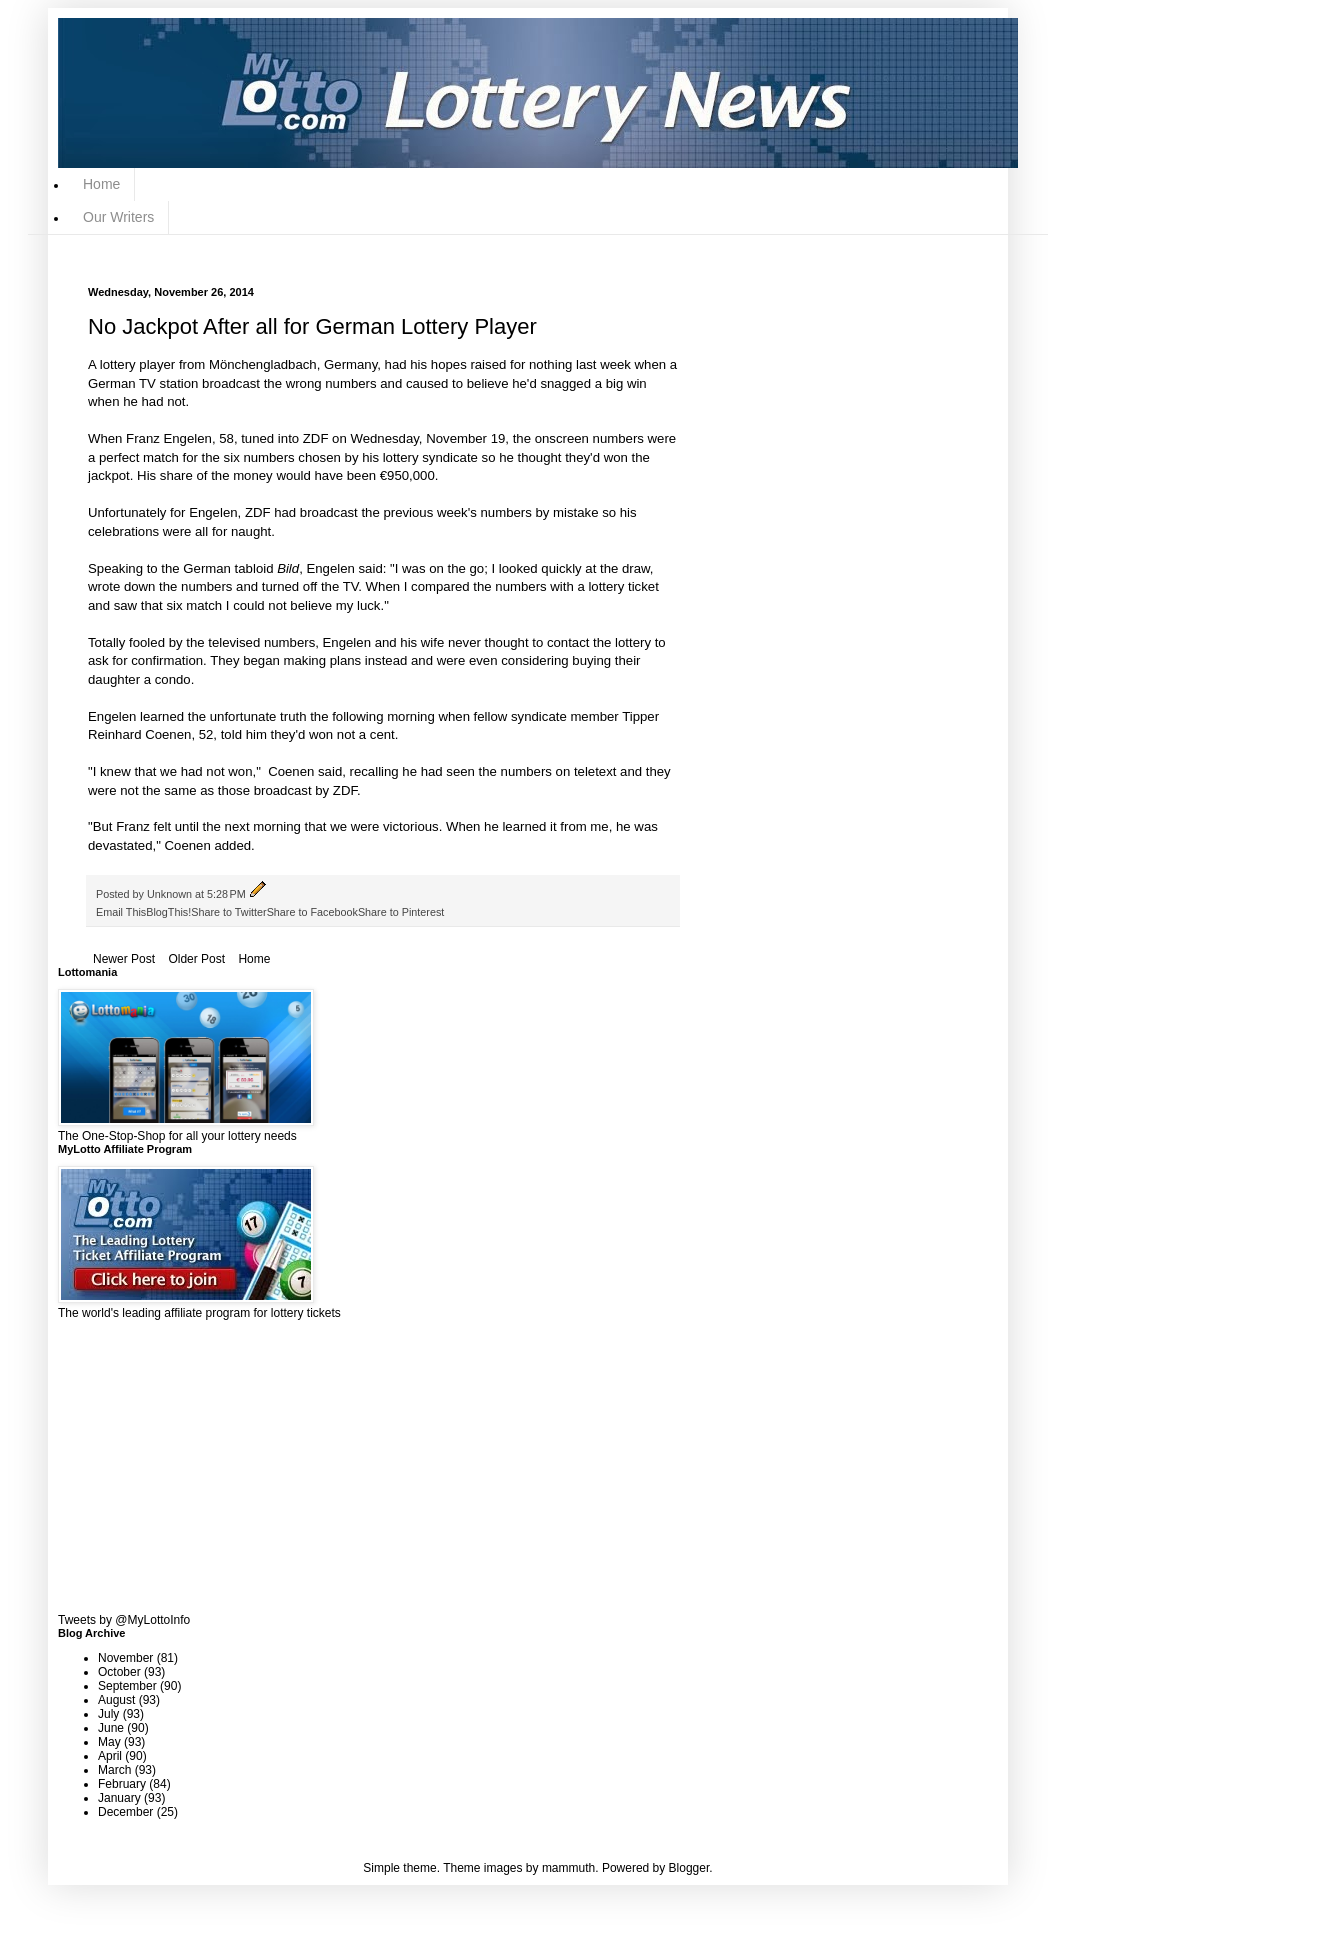 My Lotto .com Lottery News
Home
Our Writers
Wednesday, November 26, 2014
No Jackpot After all for German Lottery Player
A lottery player from Mönchengladbach, Germany, had his hopes raised for nothing last week when a
German TV station broadcast the wrong numbers and caused to believe he'd snagged a big win
when he had not.
When Franz Engelen, 58, tuned into ZDF on Wednesday, November 19, the onscreen numbers were
a perfect match for the six numbers chosen by his lottery syndicate so he thought they'd won the
jackpot. His share of the money would have been €950,000.
Unfortunately for Engelen, ZDF had broadcast the previous week's numbers by mistake so his
celebrations were all for naught.
Speaking to the German tabloid Bild, Engelen said: "I was on the go; I looked quickly at the draw,
wrote down the numbers and turned off the TV. When I compared the numbers with a lottery ticket
and saw that six match I could not believe my luck."
Totally fooled by the televised numbers, Engelen and his wife never thought to contact the lottery to
ask for confirmation. They began making plans instead and were even considering buying their
daughter a condo.
Engelen learned the unfortunate truth the following morning when fellow syndicate member Tipper
Reinhard Coenen, 52, told him they'd won not a cent.
"I knew that we had not won,"  Coenen said, recalling he had seen the numbers on teletext and they
were not the same as those broadcast by ZDF.
"But Franz felt until the next morning that we were victorious. When he learned it from me, he was
devastated," Coenen added.
Posted by Unknown at 5:28 PM
Email ThisBlogThis!Share to TwitterShare to FacebookShare to Pinterest
Newer Post Older Post Home
Lottomania
30
Lottomania
18
5
The One-Stop-Shop for all your lottery needs
MyLotto Affiliate Program
My Lotto .com
17
The Leading Lottery
Ticket Affiliate Program
Click here to join
7
The world's leading affiliate program for lottery tickets
Tweets by @MyLottoInfo
Blog Archive
November (81)
October (93)
September (90)
August (93)
July (93)
June (90)
May (93)
April (90)
March (93)
February (84)
January (93)
December (25)
Simple theme. Theme images by mammuth. Powered by Blogger.